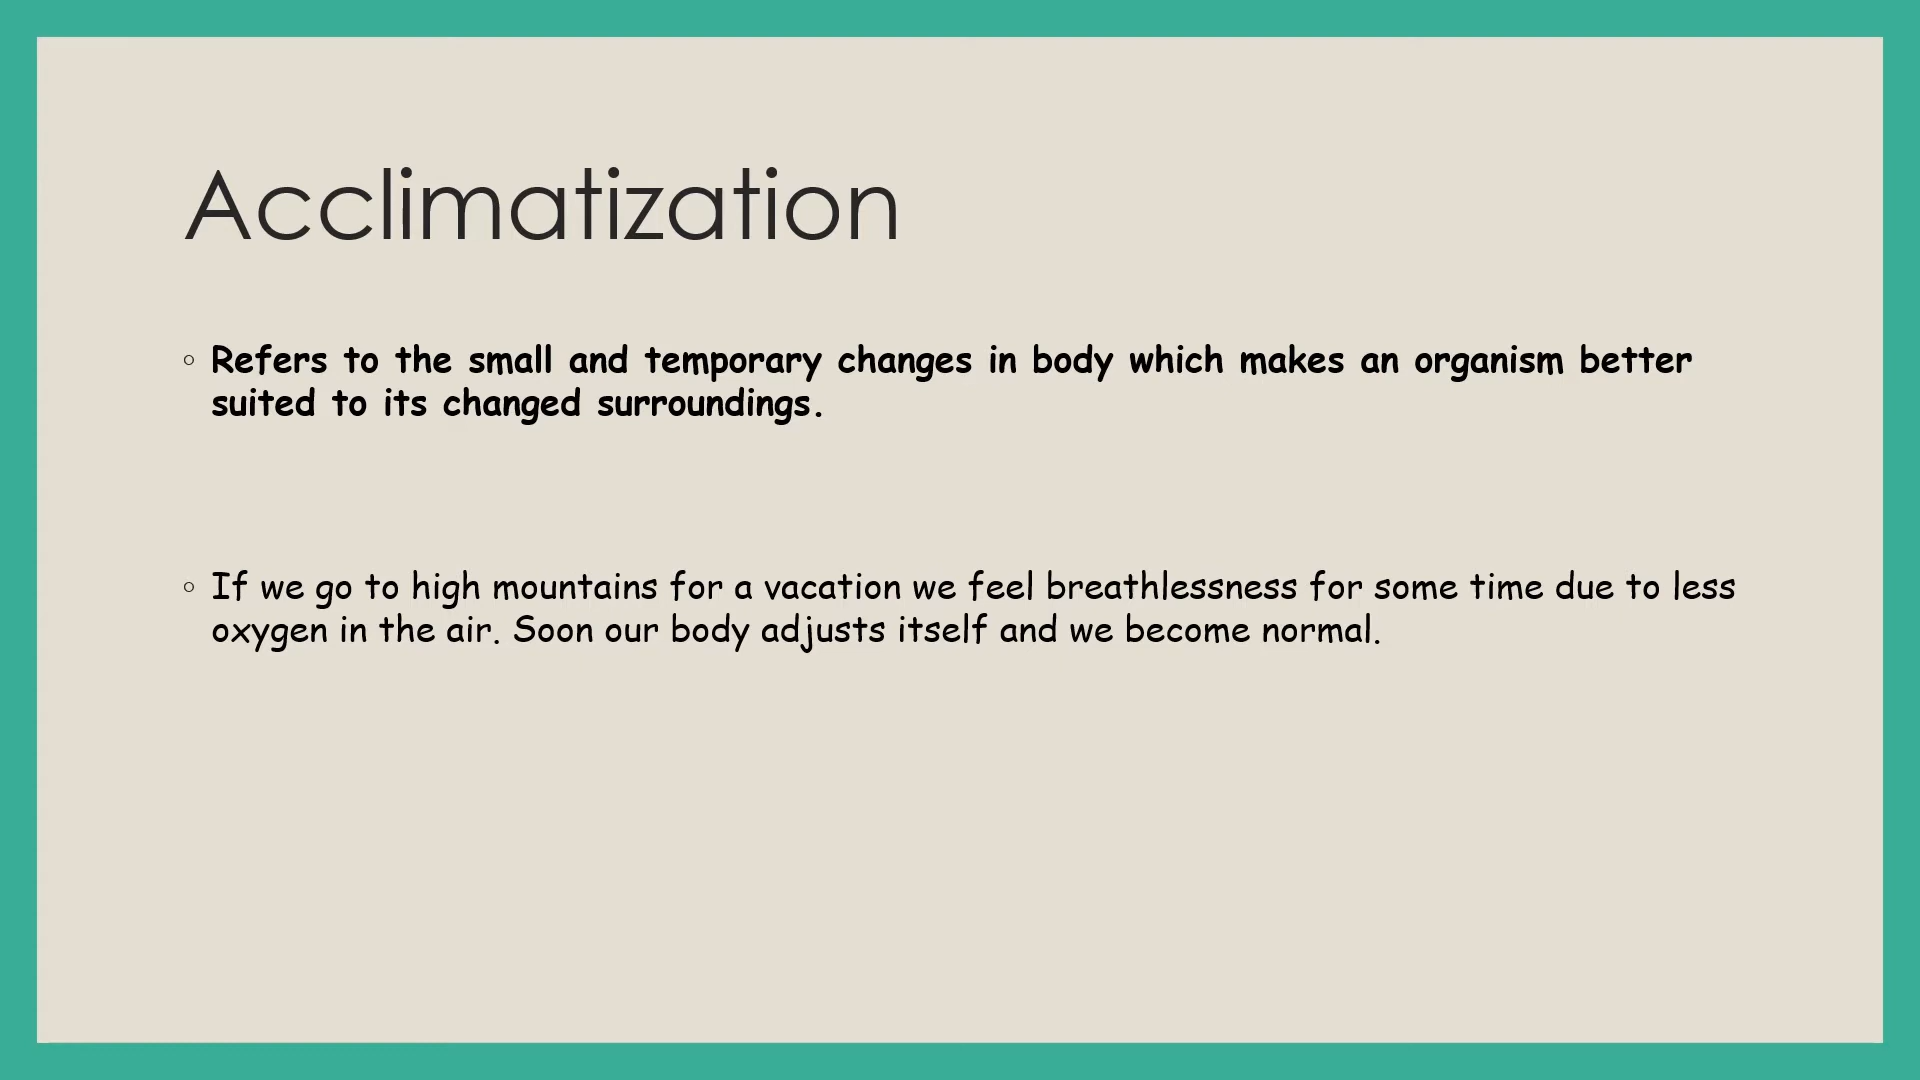 Acclimatization
◦ Refers to the small and temporary changes in body which makes an organism better
suited to its changed surroundings.
◦ If we go to high mountains for a vacation we feel breathlessness for some time due to less
oxygen in the air. Soon our body adjusts itself and we become normal.